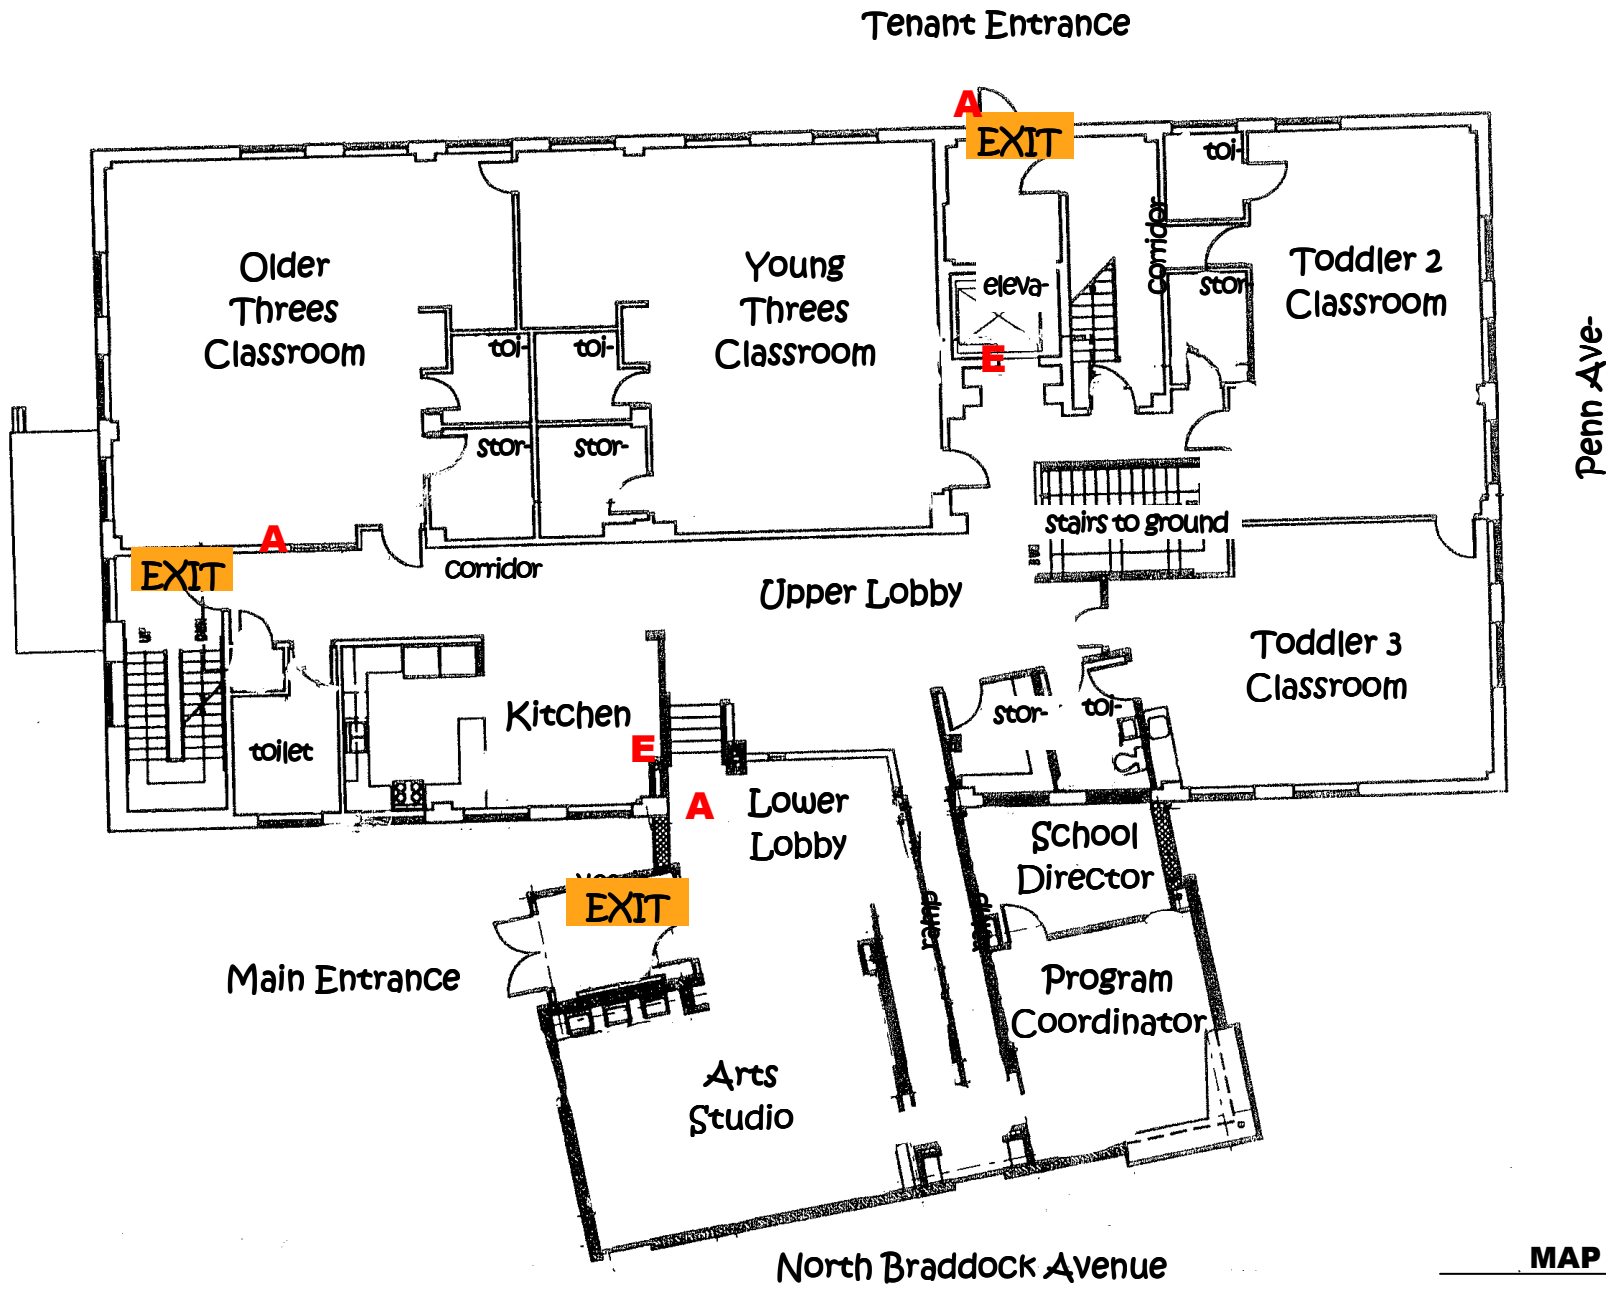 Tenant Entrance
A
EXIT
toi-
corridor
Older
Threes
Classroom
Young
Threes
Classroom
eleva-
stor-
Toddler 2
Classroom
Penn Ave-
toi-
toi-
E
stor-
stor-
A
EXIT
corridor
stairs to ground
Upper Lobby
up
Toddler 3
Classroom
Kitchen
toilet
E
stor-
toi-
A
Lower
Lobby
School
Director
EXIT
ramp
Main Entrance
Program
Coordinator
Arts
Studio
North Braddock Avenue
MAP